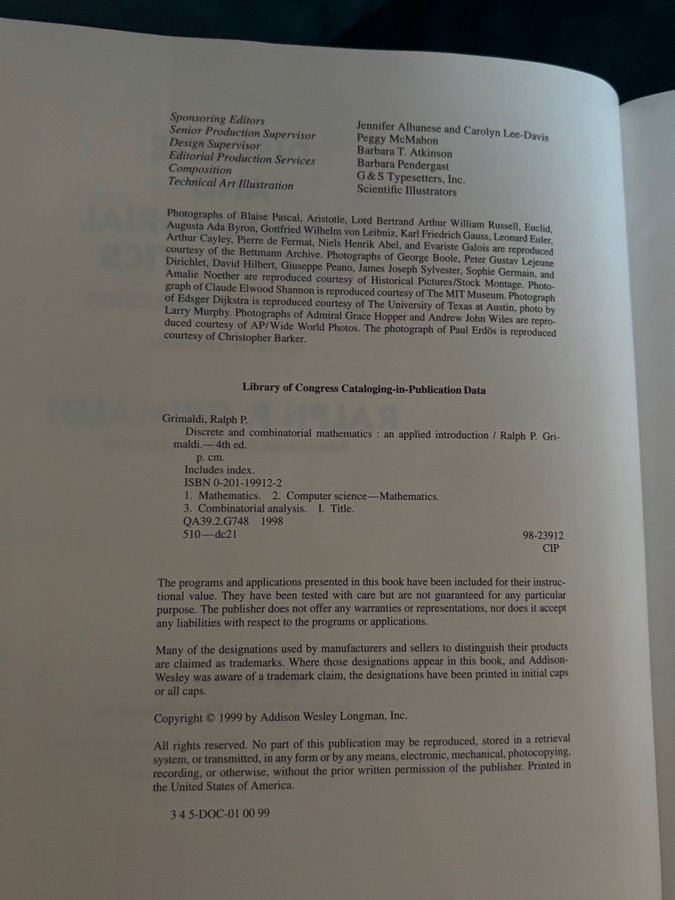 Sponsoring Editors Jennifer Albanese and Carolyn Lee-Davis
Senior Production Supervisor Peggy McMahon
Design Supervisor Barbara T. Atkinson
Editorial Production Services Barbara Pendergast
Composition G & S Typesetters, Inc.
Technical Art Illustration Scientific Illustrators
Photographs of Blaise Pascal, Aristotle, Lord Bertrand Arthur William Russell, Euclid,
Augusta Ada Byron, Gottfried Wilhelm von Leibniz, Karl Friedrich Gauss, Leonard Euler,
Arthur Cayley, Pierre de Fermat, Niels Henrik Abel, and Evariste Galois are reproduced
courtesy of the Bettmann Archive. Photographs of George Boole, Peter Gustav Lejeune
Dirichlet, David Hilbert, Giuseppe Peano, James Joseph Sylvester, Sophie Germain, and
Amalie Noether are reproduced courtesy of Historical Pictures/Stock Montage. Photo-
graph of Claude Elwood Shannon is reproduced courtesy of The MIT Museum. Photograph
of Edsger Dijkstra is reproduced courtesy of The University of Texas at Austin, photo by
Larry Murphy. Photographs of Admiral Grace Hopper and Andrew John Wiles are repro-
duced courtesy of AP/Wide World Photos. The photograph of Paul Erdös is reproduced
courtesy of Christopher Barker.
Library of Congress Cataloging-in-Publication Data
Grimaldi, Ralph P.
Discrete and combinatorial mathematics : an applied introduction / Ralph P. Gri-
maldi.—4th ed.
p. cm.
Includes index.
ISBN 0-201-19912-2
1. Mathematics. 2. Computer science—Mathematics.
3. Combinatorial analysis. I. Title.
QA39.2.G748 1998
510—dc21 98-23912
CIP
The programs and applications presented in this book have been included for their instruc-
tional value. They have been tested with care but are not guaranteed for any particular
purpose. The publisher does not offer any warranties or representations, nor does it accept
any liabilities with respect to the programs or applications.
Many of the designations used by manufacturers and sellers to distinguish their products
are claimed as trademarks. Where those designations appear in this book, and Addison-
Wesley was aware of a trademark claim, the designations have been printed in initial caps
or all caps.
Copyright © 1999 by Addison Wesley Longman, Inc.
All rights reserved. No part of this publication may be reproduced, stored in a retrieval
system, or transmitted, in any form or by any means, electronic, mechanical, photocopying,
recording, or otherwise, without the prior written permission of the publisher. Printed in
the United States of America.
3 4 5-DOC-01 00 99